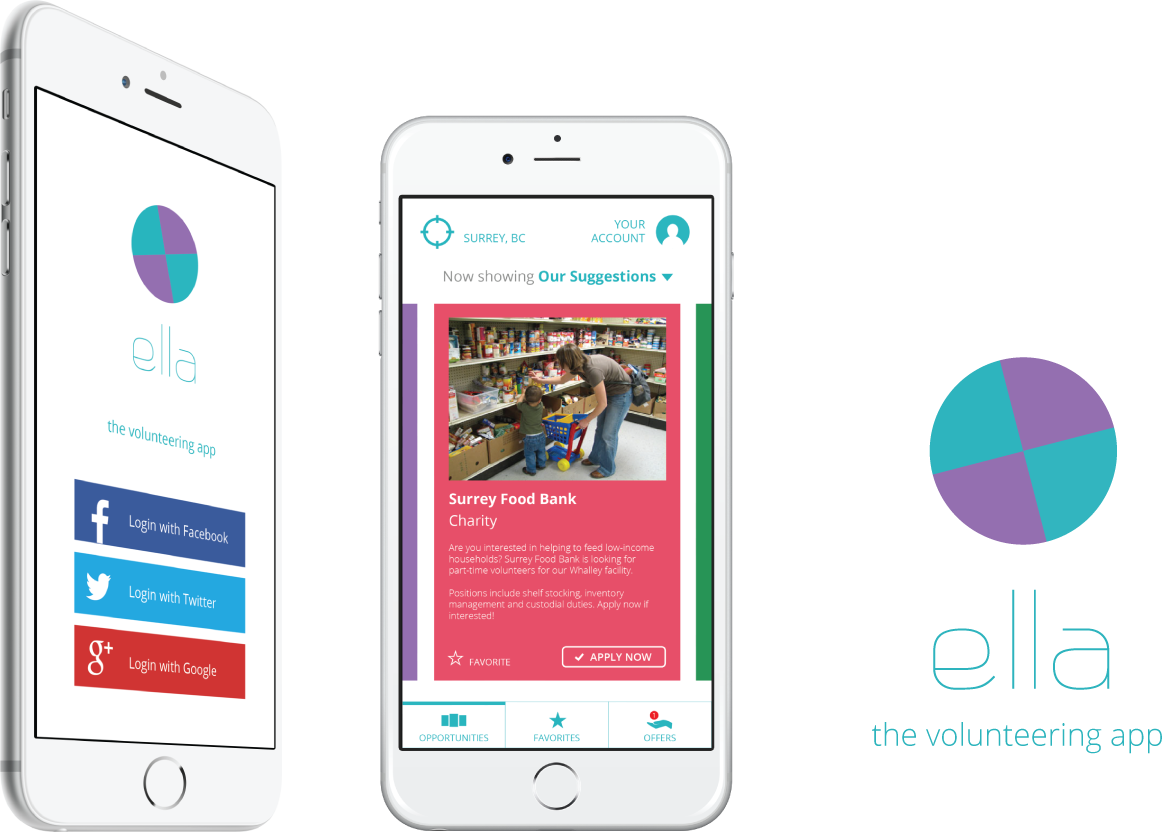 ella
the volunteering app
Login with Facebook
Login with Twitter
g+
Login with Google
SURREY, BC
YOUR
ACCOUNT
Now showing Our Suggestions
Surrey Food Bank
Charity
Are you interested in helping to feed low-income
households? Surrey Food Bank is looking for
part-time volunteers for our Whalley facility.
Positions include shelf stocking, inventory
management and custodial duties. Apply now if
interested!
FAVORITE
APPLY NOW
1
OPPORTUNITIES
FAVORITES
OFFERS
ella
the volunteering app